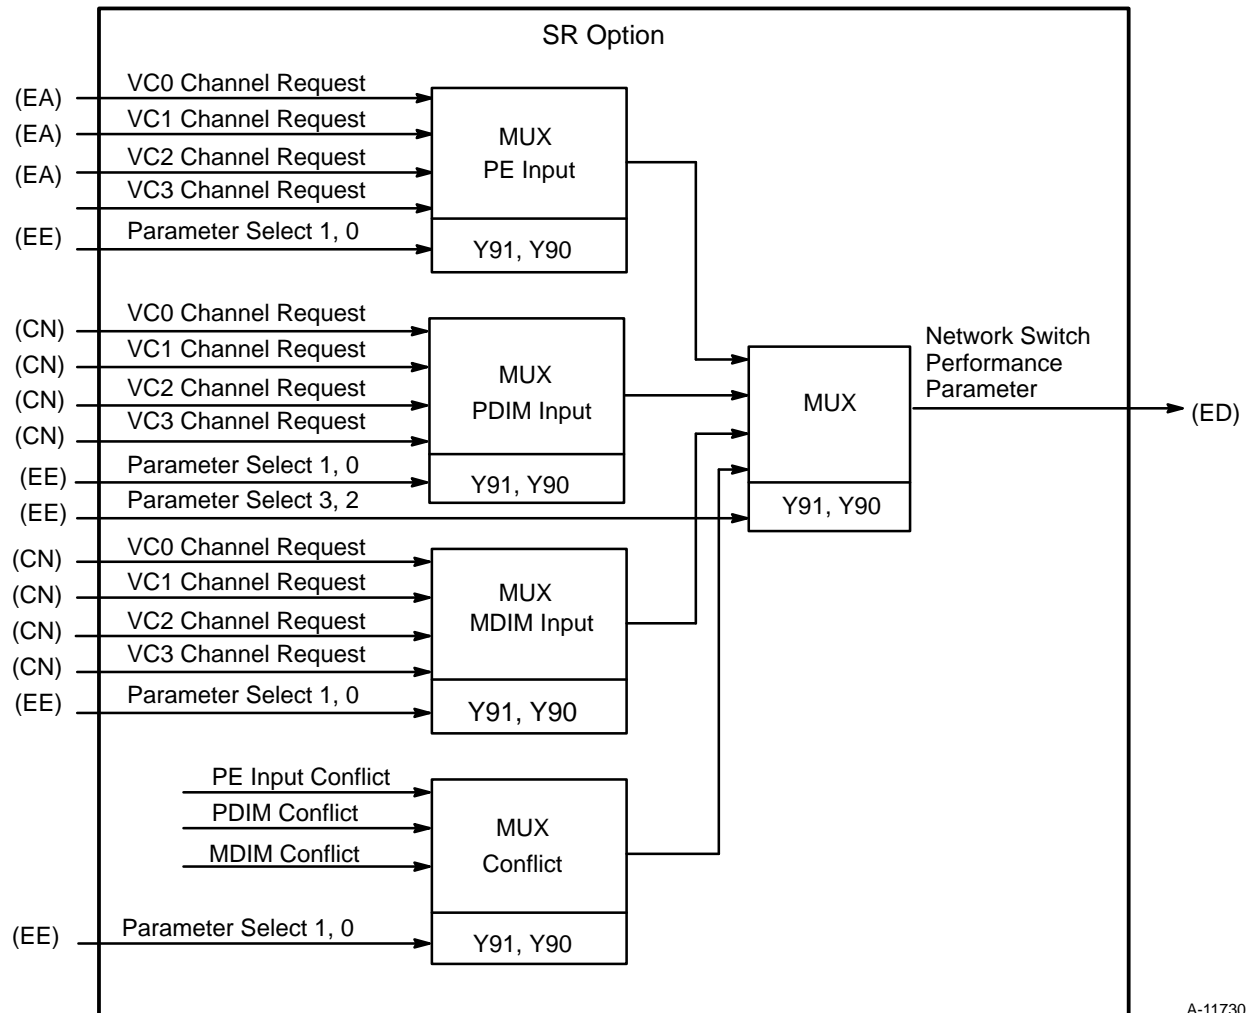 SR Option
(EA) VC0 Channel Request
(EA) VC1 Channel Request
(EA) VC2 Channel Request
VC3 Channel Request
(EE) Parameter Select 1, 0
MUX
PE Input
Y91, Y90
(CN) VC0 Channel Request
(CN) VC1 Channel Request
(CN) VC2 Channel Request
(CN) VC3 Channel Request
(EE) Parameter Select 1, 0
(EE) Parameter Select 3, 2
MUX
PDIM Input
Y91, Y90
MUX
Y91, Y90
Network Switch
Performance
Parameter
(ED)
(CN) VC0 Channel Request
(CN) VC1 Channel Request
(CN) VC2 Channel Request
(CN) VC3 Channel Request
(EE) Parameter Select 1, 0
MUX
MDIM Input
Y91, Y90
PE Input Conflict
PDIM Conflict
MDIM Conflict
(EE) Parameter Select 1, 0
MUX
Conflict
Y91, Y90
A-11730